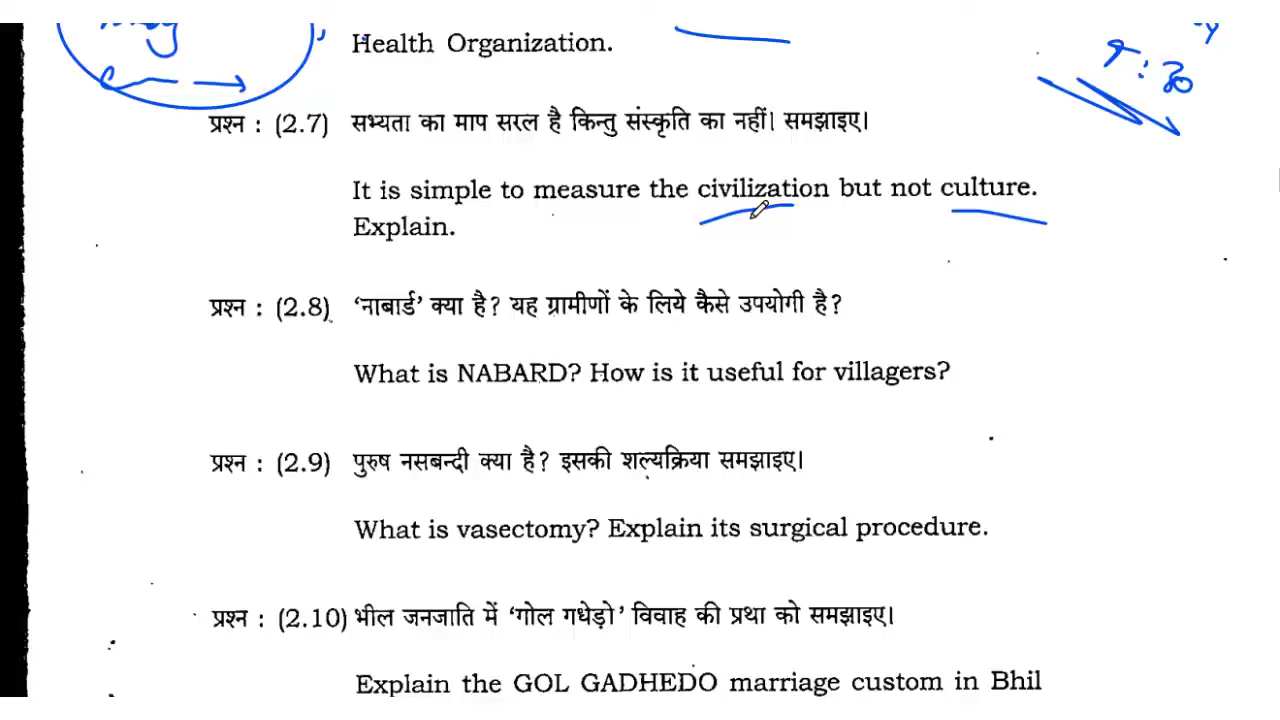 Health Organization.
प्रश्न : (2.7) सभ्यता का माप सरल है किन्तु संस्कृति का नहीं। समझाइए।
It is simple to measure the civilization but not culture.
Explain.
प्रश्न : (2.8) ‘नाबार्ड’ क्या है? यह ग्रामीणों के लिये कैसे उपयोगी है?
What is NABARD? How is it useful for villagers?
प्रश्न : (2.9) पुरुष नसबन्दी क्या है? इसकी शल्यक्रिया समझाइए।
What is vasectomy? Explain its surgical procedure.
प्रश्न : (2.10) भील जनजाति में ‘गोल गधेड़ो’ विवाह की प्रथा को समझाइए।
Explain the GOL GADHEDO marriage custom in Bhil